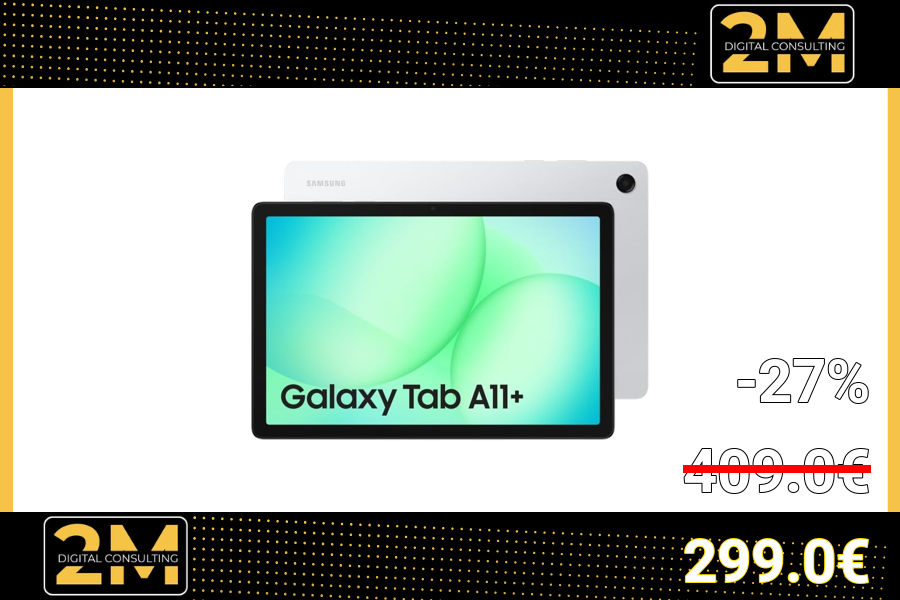 2M
DIGITAL CONSULTING
SAMSUNG
Galaxy Tab A11+
-27%
409.0€
2M
DIGITAL CONSULTING
299.0€